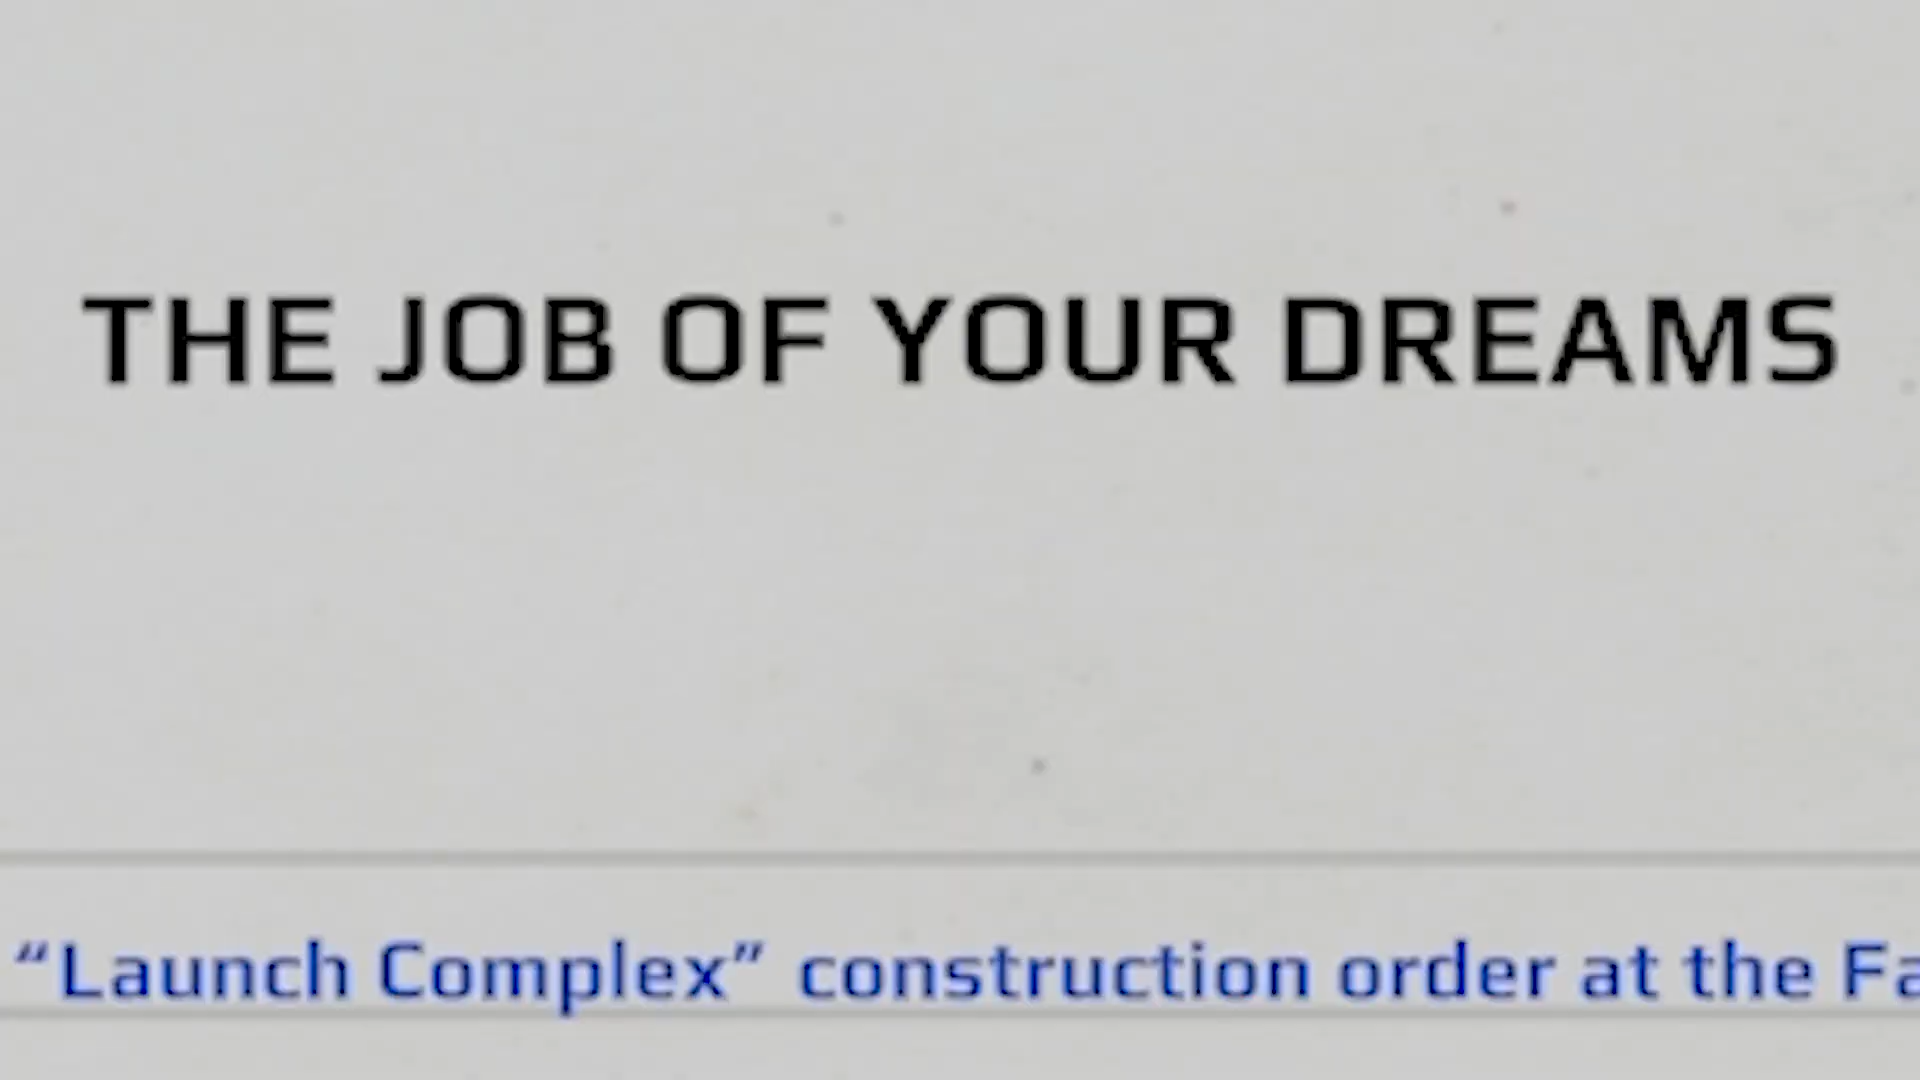 THE JOB OF YOUR DREAMS
“Launch Complex” construction order at the